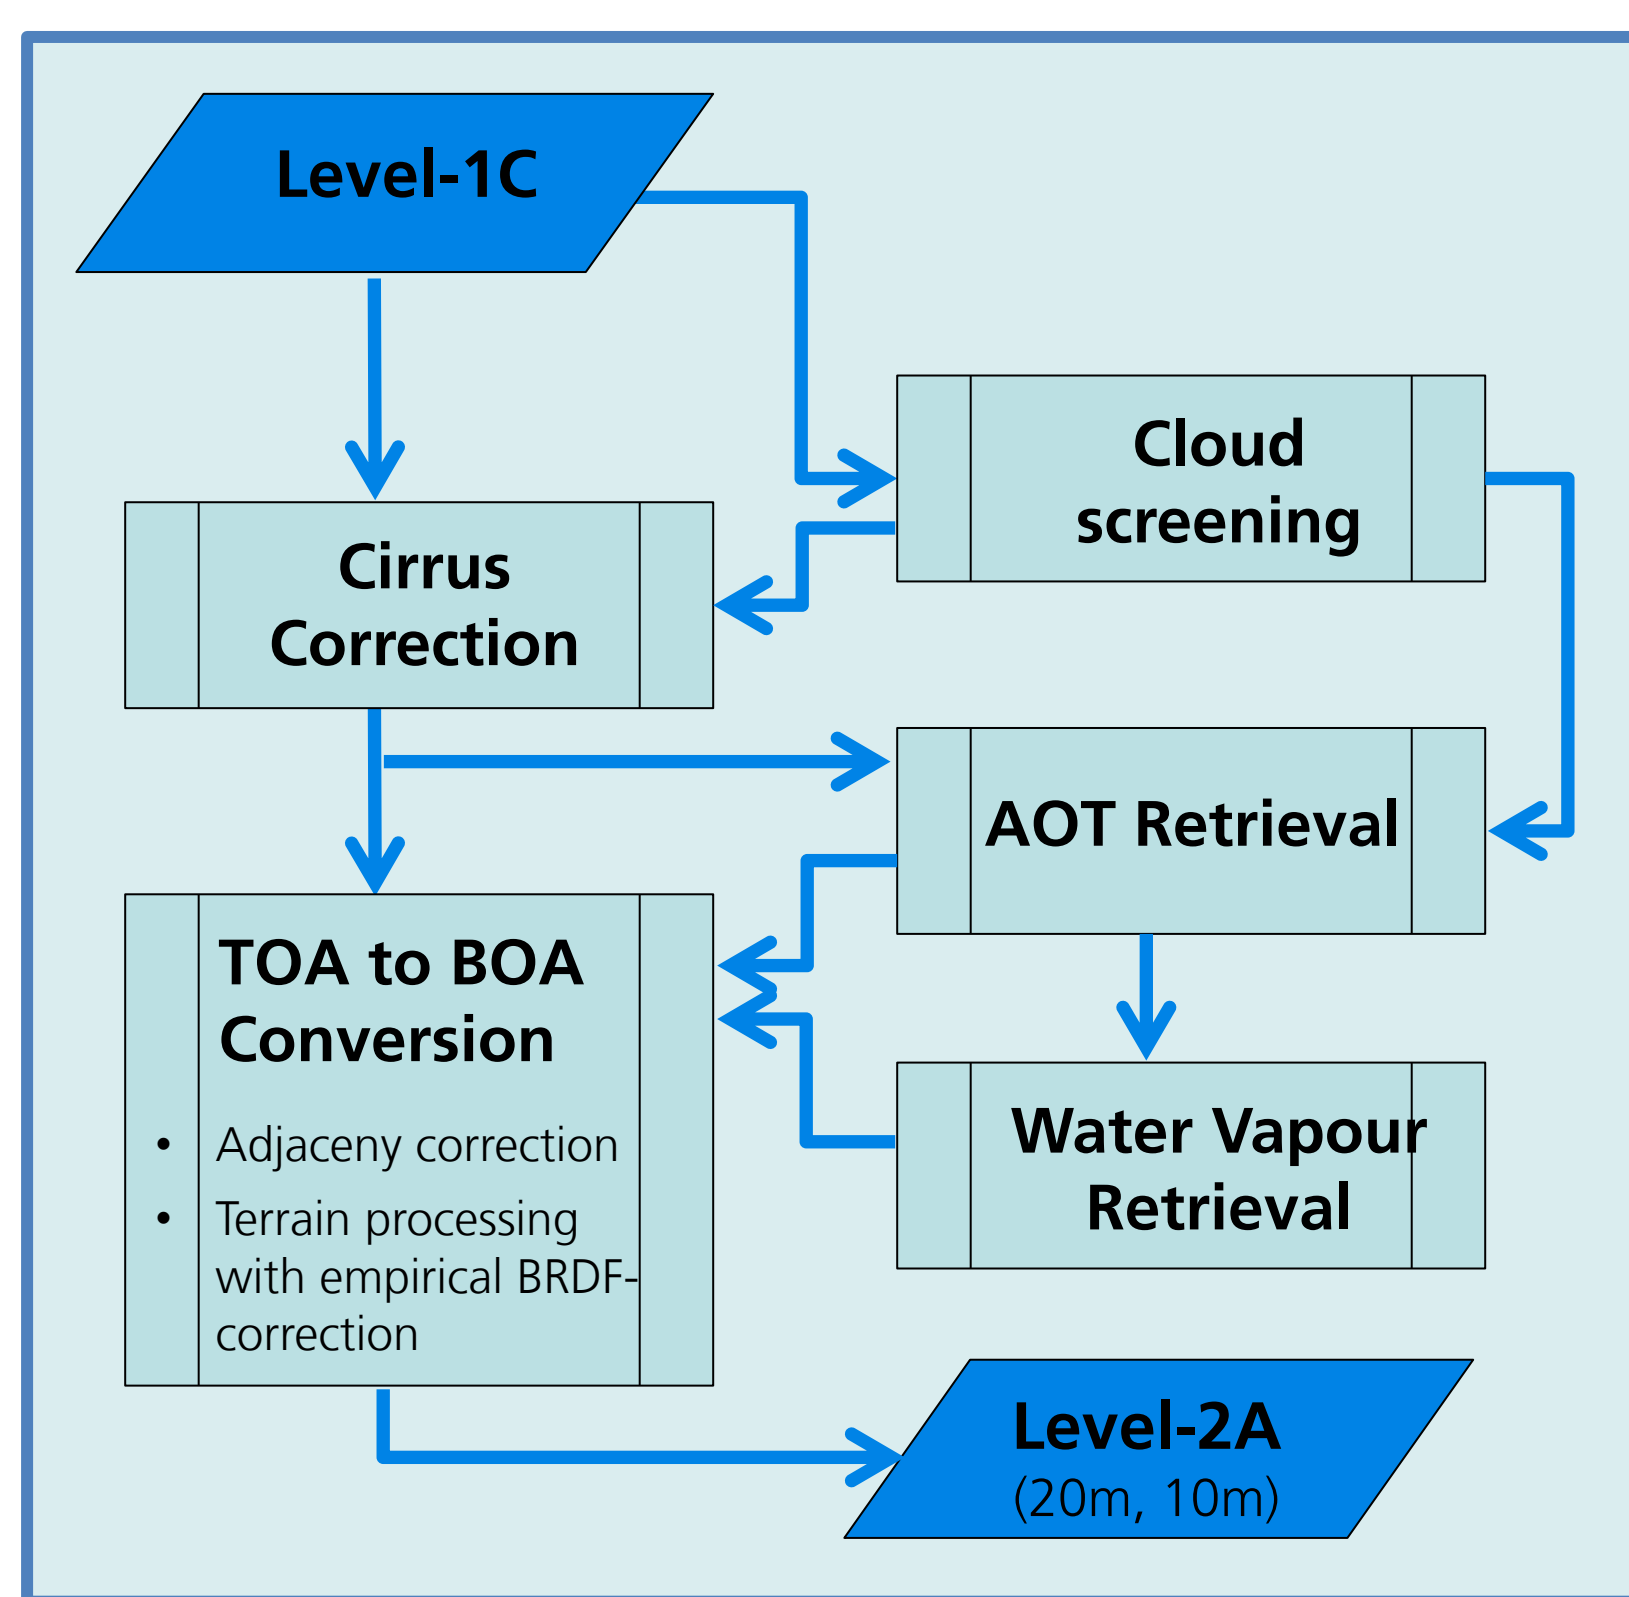 Level-1C
Cloud
screening
Cirrus
Correction
AOT Retrieval
TOA to BOA
Conversion
• Adjaceny correction
• Terrain processing
with empirical BRDF-
correction
Water Vapour
Retrieval
Level-2A
(20m, 10m)